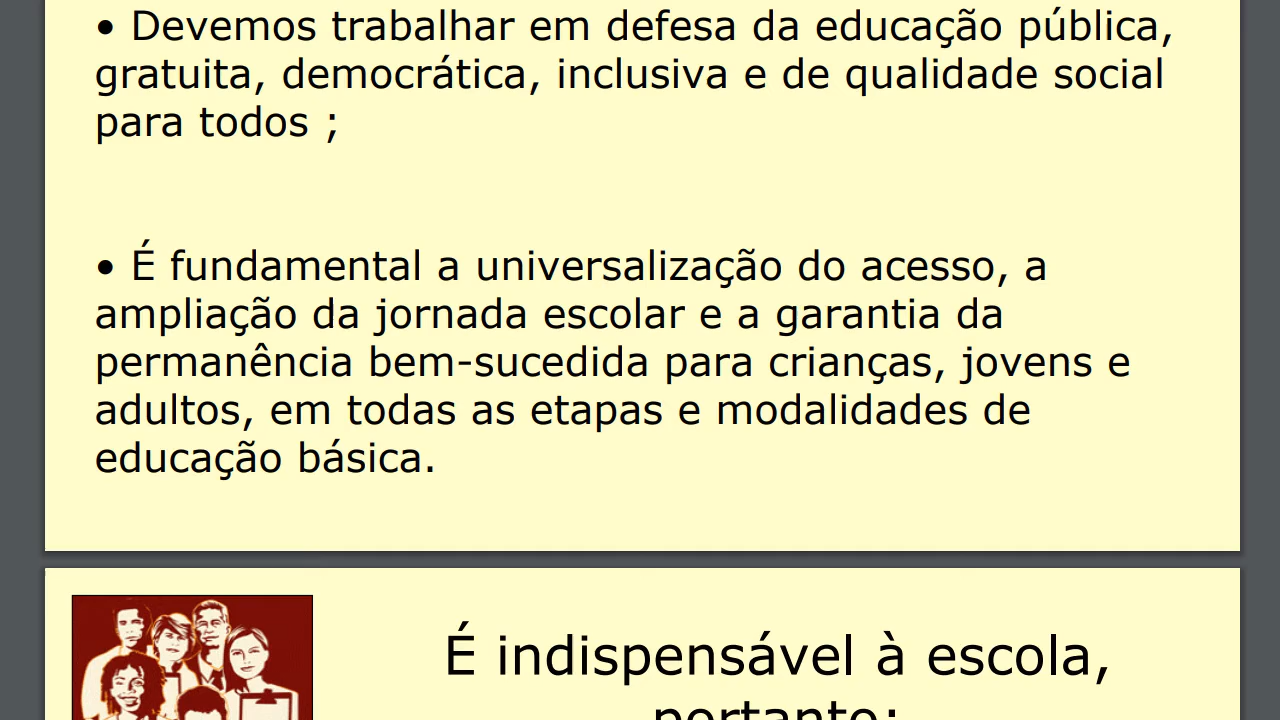 • Devemos trabalhar em defesa da educação pública,
gratuita, democrática, inclusiva e de qualidade social
para todos ;
• É fundamental a universalização do acesso, a
ampliação da jornada escolar e a garantia da
permanência bem-sucedida para crianças, jovens e
adultos, em todas as etapas e modalidades de
educação básica.
É indispensável à escola,
portanto: